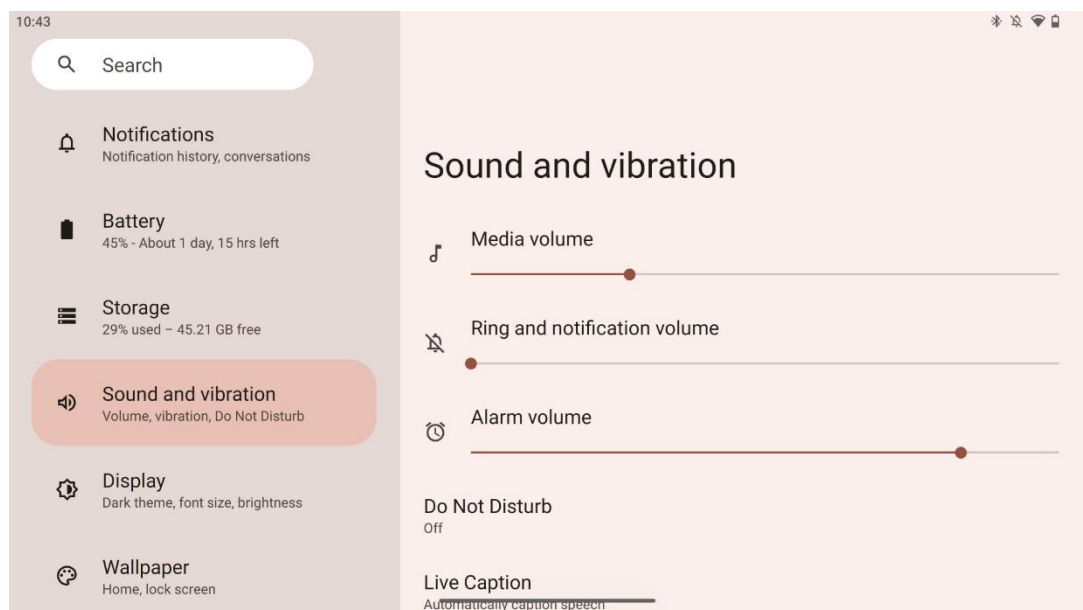 10:43
Search
Notifications
Notification history, conversations
Battery
45% - About 1 day, 15 hrs left
Storage
29% used – 45.21 GB free
Sound and vibration
Volume, vibration, Do Not Disturb
Display
Dark theme, font size, brightness
Wallpaper
Home, lock screen
Sound and vibration
Media volume
Ring and notification volume
Alarm volume
Do Not Disturb
Off
Live Caption
Automatically caption speech